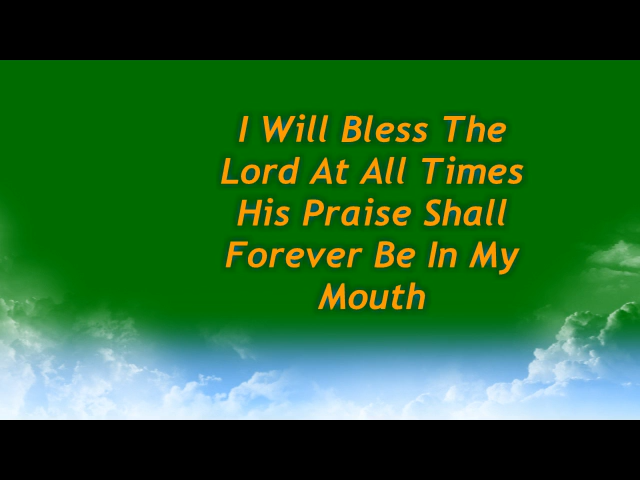 I Will Bless The
Lord At All Times
His Praise Shall
Forever Be In My
Mouth